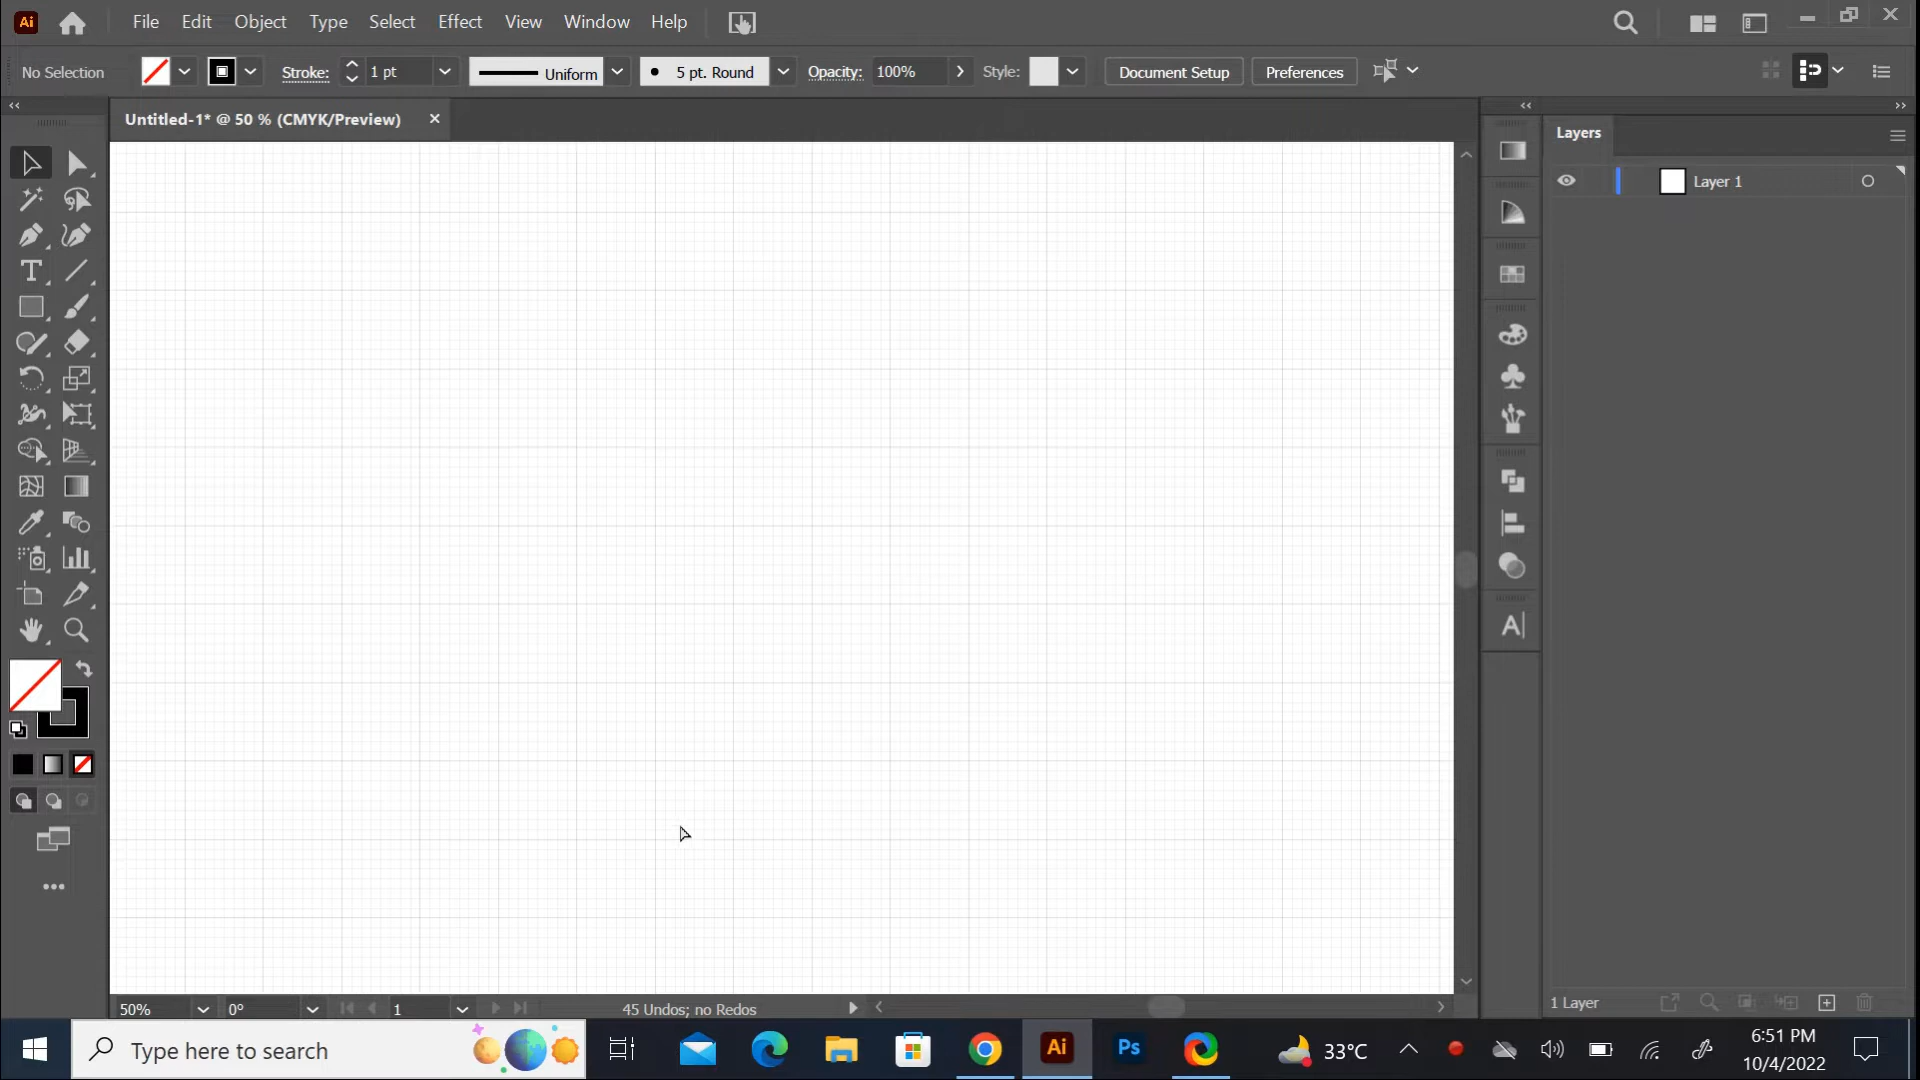 Ai File Edit Object Type Select Effect View Window Help
No Selection Stroke: 1 pt Uniform 5 pt. Round Opacity: 100% Style: Document Setup Preferences
Untitled-1* @ 50 % (CMYK/Preview)
Layers
Layer 1
50% 0° 1 45 Undos; no Redos
1 Layer
Type here to search
Ai
Ps
33°C
6:51 PM
10/4/2022